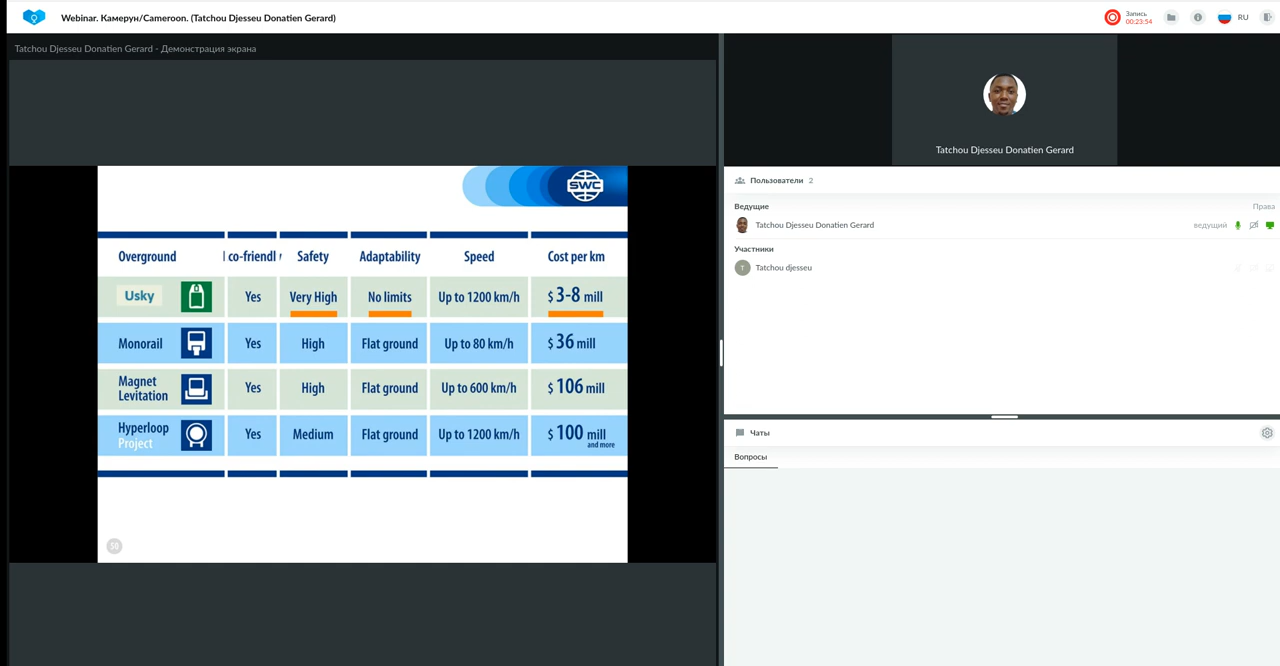 Webinar. Камерун/Cameroon. (Tatchou Djesseu Donatien Gerard)
Запись
00:23:54
RU
Tatchou Djesseu Donatien Gerard - Демонстрация экрана
Tatchou Djesseu Donatien Gerard
SWC
Overground co-friendl Safety Adaptability Speed Cost per km
Usky Yes Very High No limits Up to 1200 km/h $ 3-8 mill
Monorail Yes High Flat ground Up to 80 km/h $ 36 mill
Magnet
Levitation Yes High Flat ground Up to 600 km/h $ 106 mill
Hyperloop
Project Yes Medium Flat ground Up to 1200 km/h $ 100 mill
and more
50
Пользователи 2
Ведущие Права
Tatchou Djesseu Donatien Gerard ведущий
Участники
T Tatchou djesseu
Чаты
Вопросы